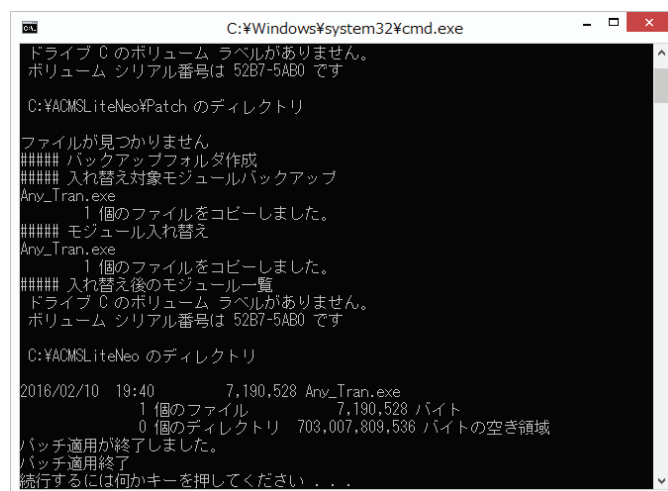 C:¥Windows¥system32¥cmd.exe
ドライブ C のボリューム ラベルがありません。
ボリューム シリアル番号は 52B7-5AB0 です
C:¥ACMSLiteNeo¥Patch のディレクトリ
ファイルが見つかりません
##### バックアップフォルダ作成
##### 入れ替え対象モジュールバックアップ
Any_Tran.exe
1 個のファイルをコピーしました。
##### モジュール入れ替え
Any_Tran.exe
1 個のファイルをコピーしました。
##### 入れ替え後のモジュール一覧
ドライブ C のボリューム ラベルがありません。
ボリューム シリアル番号は 52B7-5AB0 です
C:¥ACMSLiteNeo のディレクトリ
2016/02/10 19:40 7,190,528 Any_Tran.exe
1 個のファイル 7,190,528 バイト
0 個のディレクトリ 703,007,809,536 バイトの空き領域
パッチ適用が終了しました。
パッチ適用終了
続行するには何かキーを押してください . . .